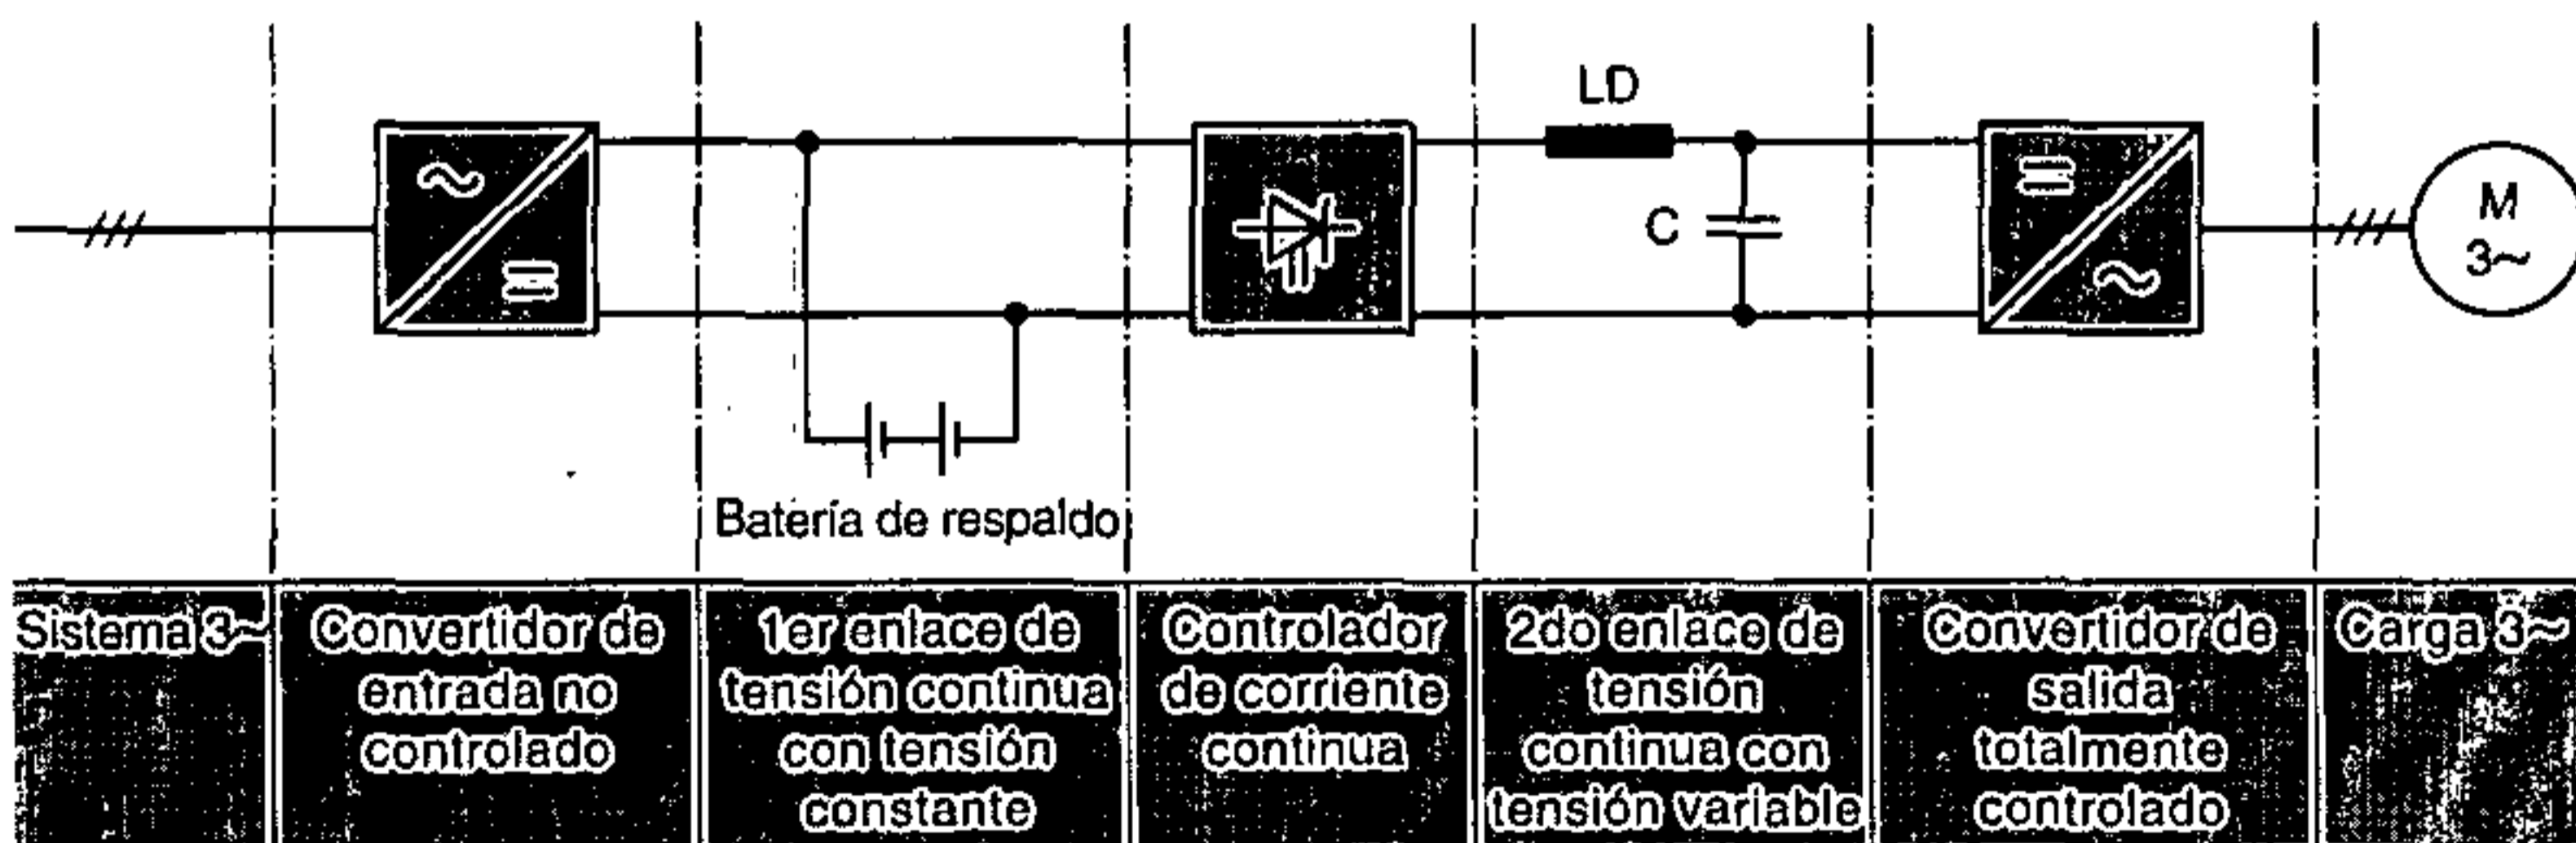 LD
C
M
3~
Batería de respaldo
Sistema 3~
Convertidor de
entrada no
controlado
1er enlace de
tensión continua
con tensión
constante
Controlador
de corriente
continua
2do enlace de
tensión
continua con
tensión variable
Convertidor de
salida
totalmente
controlado
Carga 3~